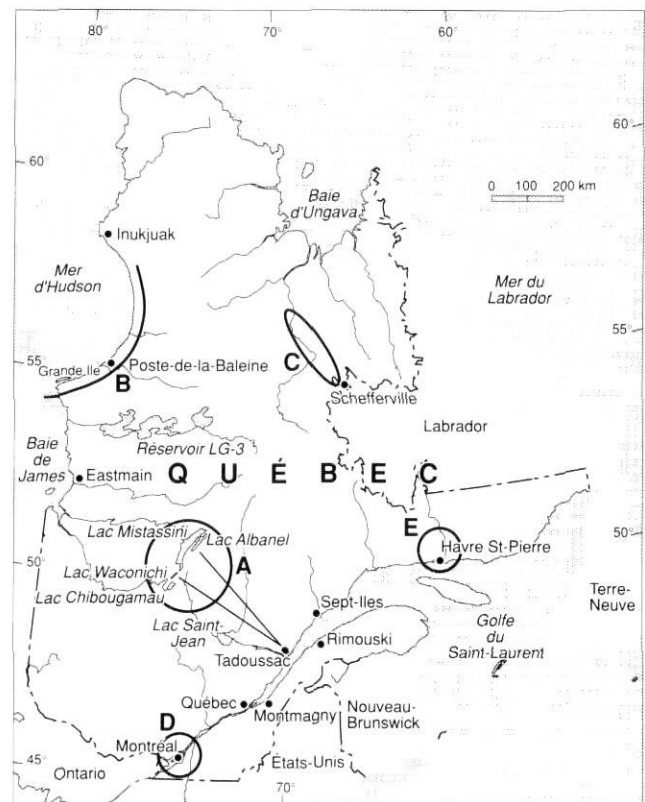 80
70
60
60
60
Baie
d'Ungava
0 100 200 km
Inukjuak
Mer
d'Hudson
Mer du
Labrador
55
55
C
Grande Ile
Poste-de-la-Baleine
B
Schefferville
Labrador
Baie
de
James
Réservoir LG-3
Eastmain
Q U É B E C
E
Lac Mistassini
Lac Albanel
50
Havre St-Pierre
50
Lac Waconichi
A
Lac Chibougamau
Terre-
Neuve
Sept-Iles
Lac Saint-
Jean
Golfe
du
Saint-Laurent
Rimouski
Tadoussac
Québec
Montmagny
Nouveau-
Brunswick
D
Montréal
45
Ontario
États-Unis
70